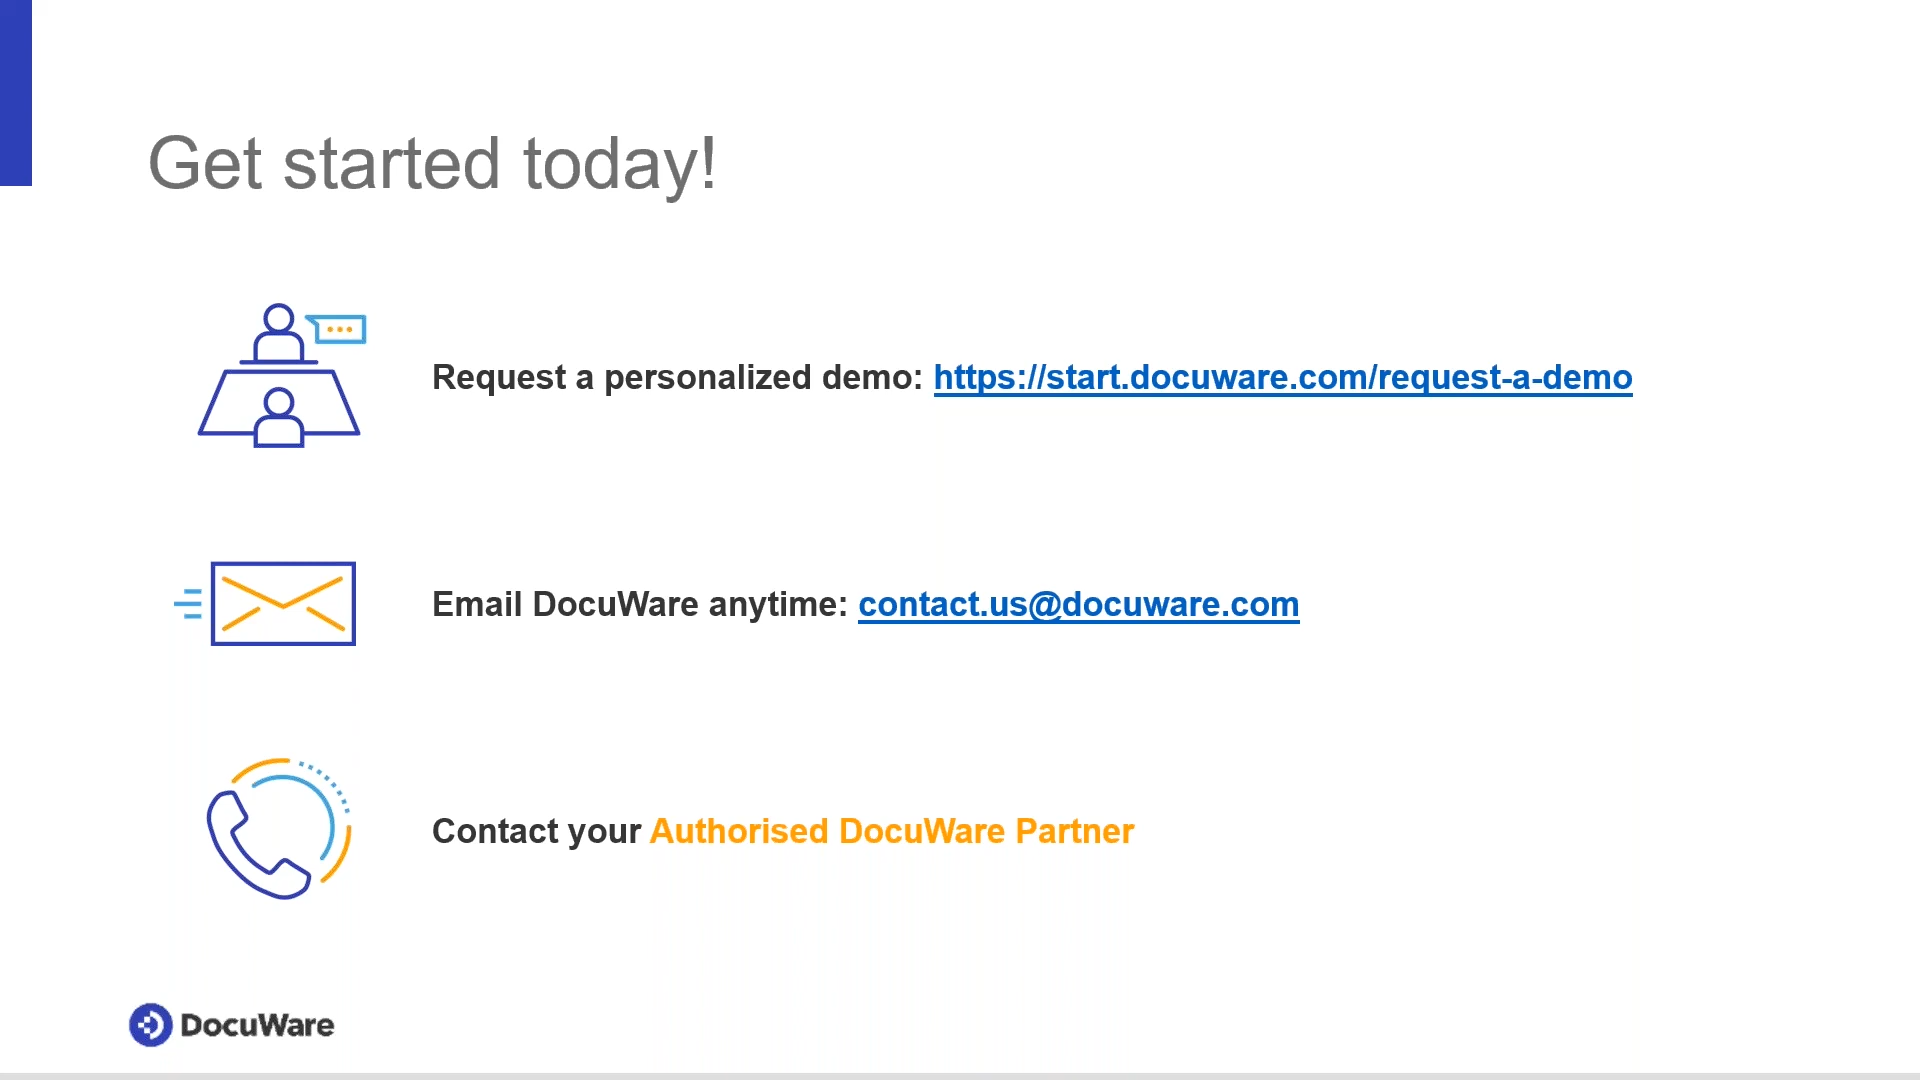 Get started today!
Request a personalized demo: https://start.docuware.com/request-a-demo
Email DocuWare anytime: contact.us@docuware.com
Contact your Authorised DocuWare Partner
DocuWare